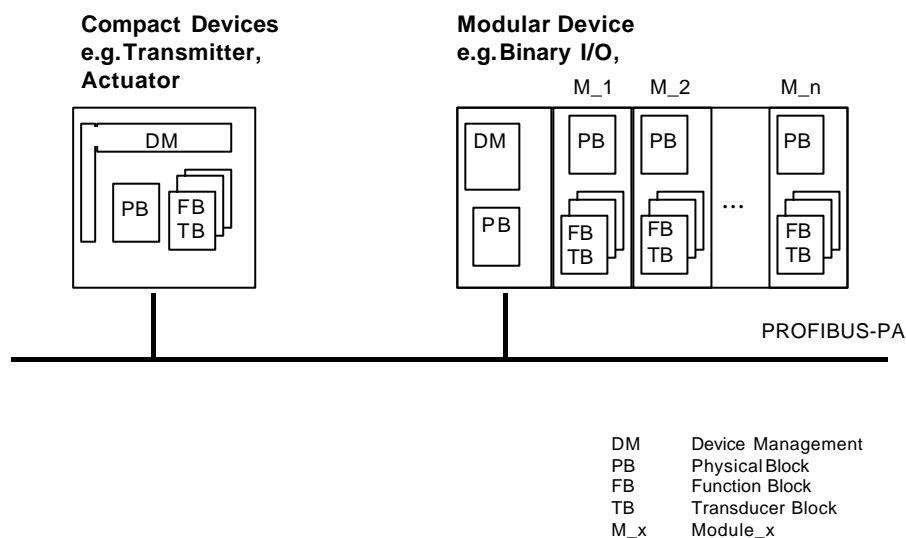 Compact Devices
e.g.Transmitter,
Actuator
Modular Device
e.g.Binary I/O,
M_1 M_2 M_n
DM
PB
FB
TB
DM
PB
PB
FB
TB
PB
FB
TB
...
PB
FB
TB
PROFIBUS-PA
DM Device Management
PB PhysicalBlock
FB Function Block
TB Transducer Block
M_x Module_x